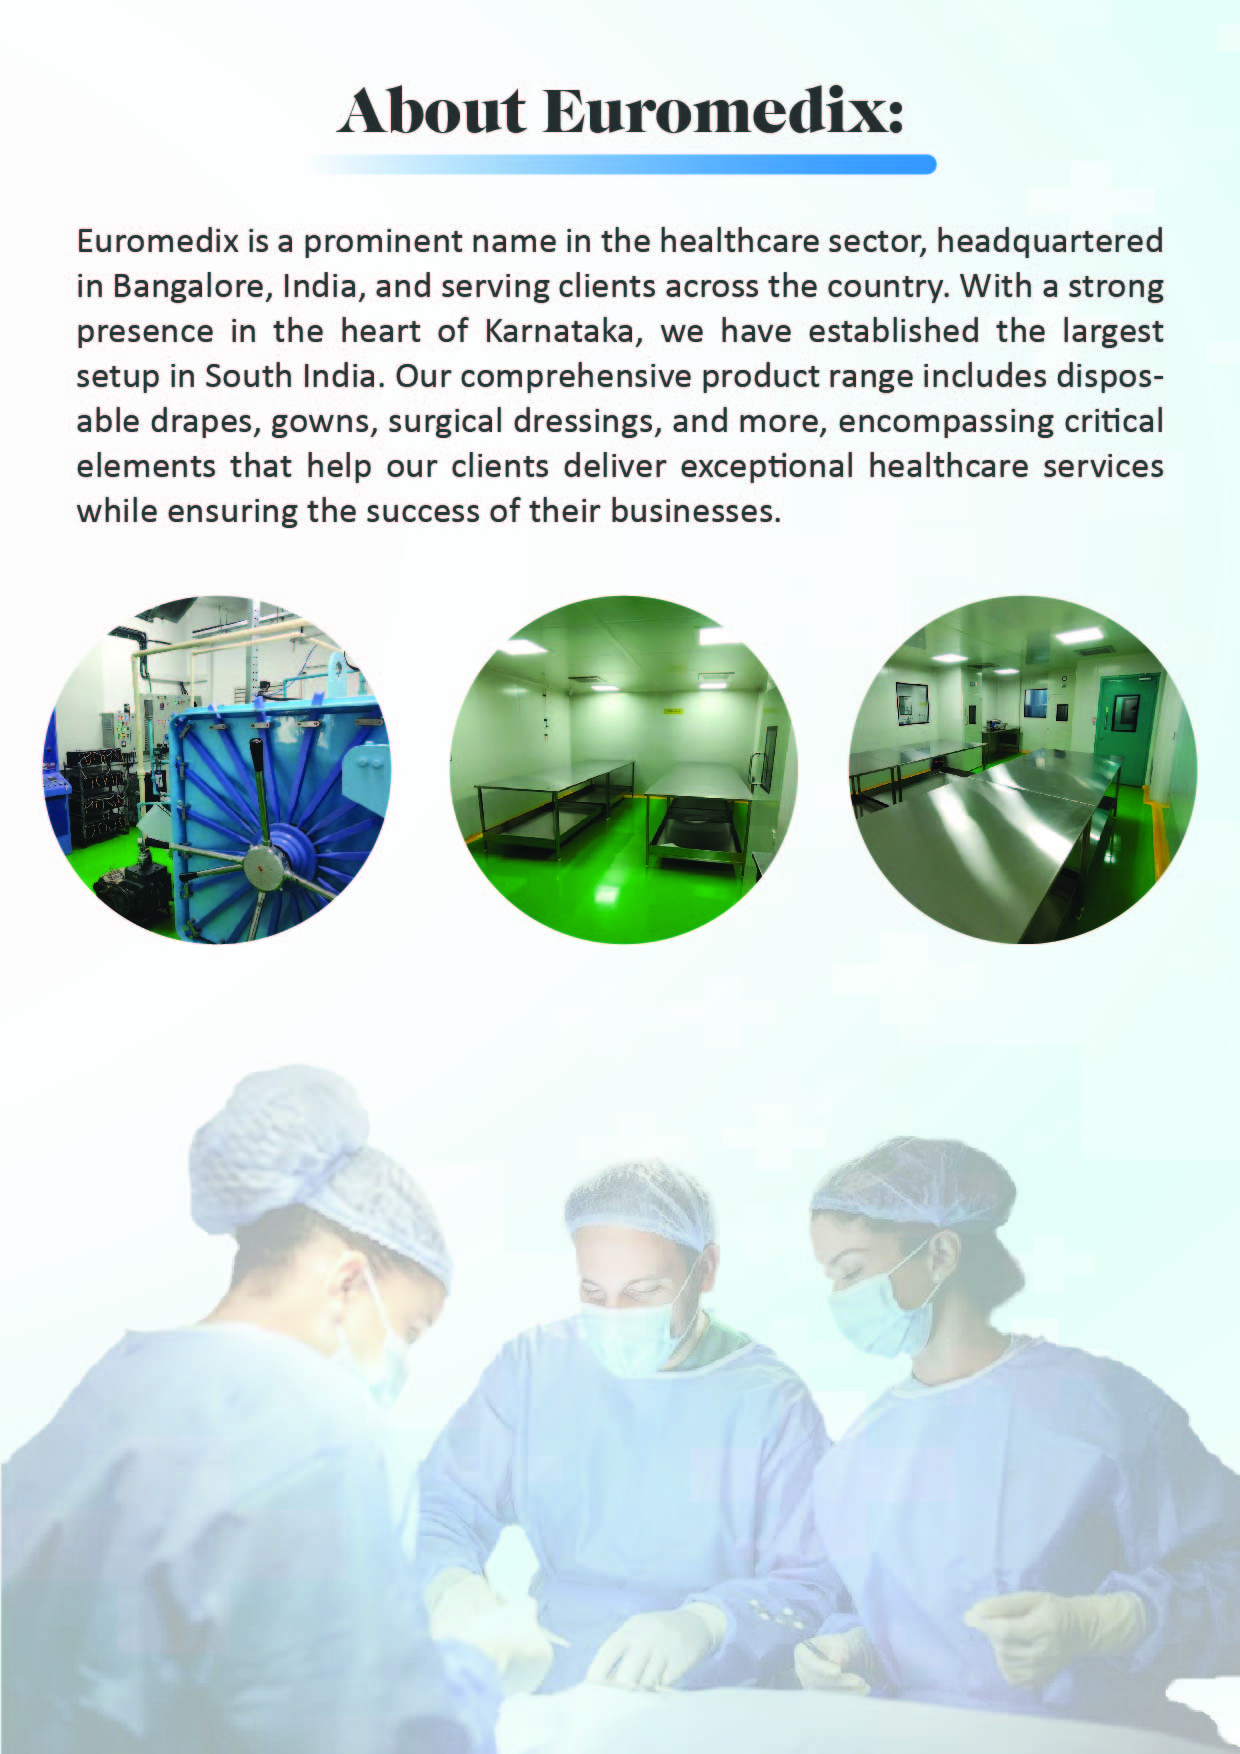 About Euromedix:
Euromedix is a prominent name in the healthcare sector, headquartered
in Bangalore, India, and serving clients across the country. With a strong
presence in the heart of Karnataka, we have established the largest
setup in South India. Our comprehensive product range includes dispos-
able drapes, gowns, surgical dressings, and more, encompassing critical
elements that help our clients deliver exceptional healthcare services
while ensuring the success of their businesses.